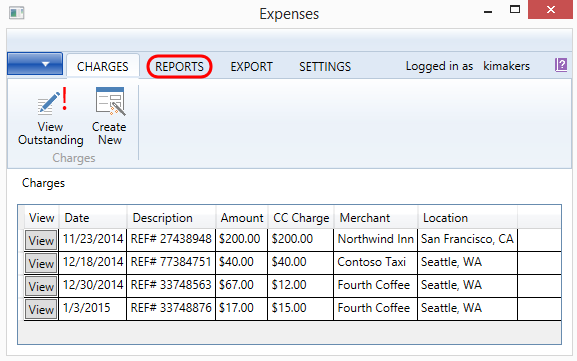 Expenses
CHARGES REPORTS EXPORT SETTINGS Logged in as kimakers ?
! View Outstanding Create New
Charges
Charges
View Date Description Amount CC Charge Merchant Location
View 11/23/2014 REF# 27438948 $200.00 $200.00 Northwind Inn San Francisco, CA
View 12/18/2014 REF# 77384751 $40.00 $40.00 Contoso Taxi Seattle, WA
View 12/30/2014 REF# 33748563 $67.00 $12.00 Fourth Coffee Seattle, WA
View 1/3/2015 REF# 33748876 $17.00 $15.00 Fourth Coffee Seattle, WA